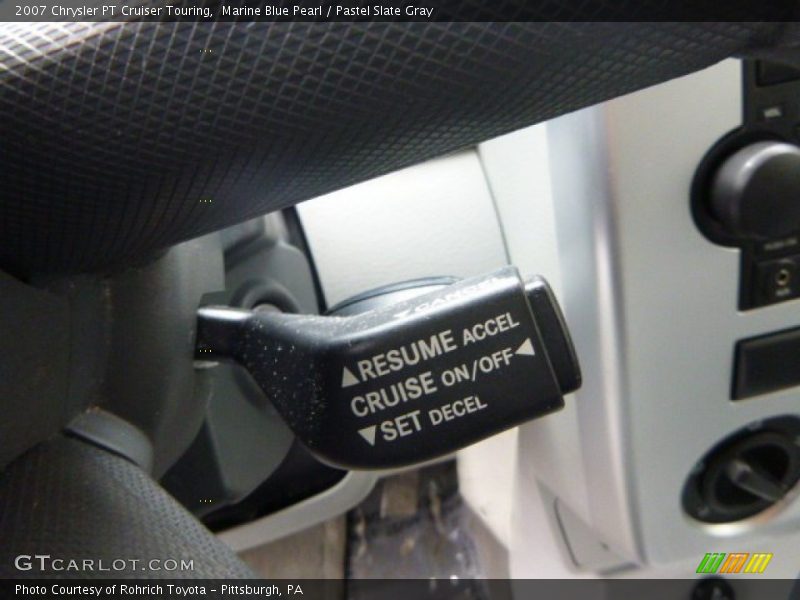 2007 Chrysler PT Cruiser Touring, Marine Blue Pearl / Pastel Slate Gray
RESUME ACCEL
CRUISE ON/OFF
SET DECEL
GTCARLOT.COM
Photo Courtesy of Rohrich Toyota - Pittsburgh, PA